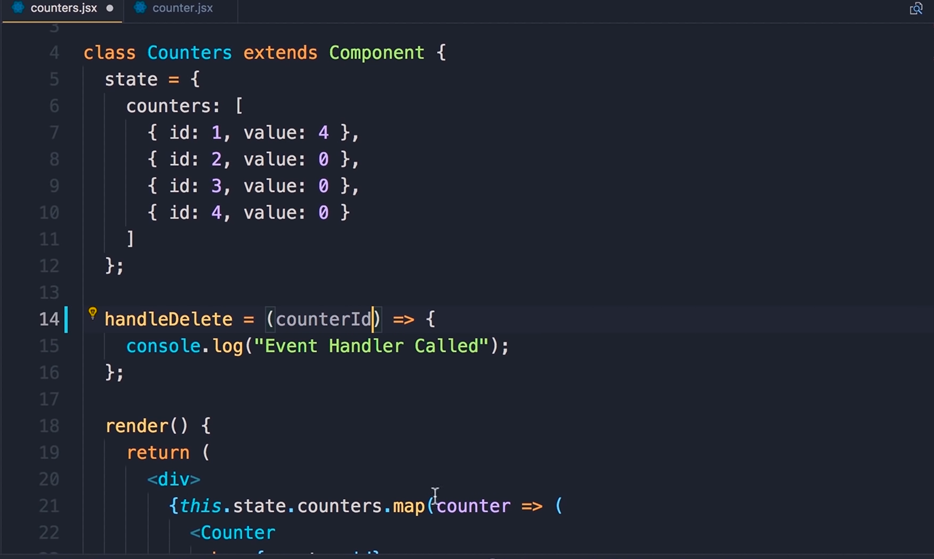 counters.jsx ● counter.jsx
3
4 class Counters extends Component {
5 state = {
6 counters: [
7 { id: 1, value: 4 },
8 { id: 2, value: 0 },
9 { id: 3, value: 0 },
10 { id: 4, value: 0 }
11 ]
12 };
13
14 handleDelete = (counterId) => {
15 console.log("Event Handler Called");
16 };
17
18 render() {
19 return (
20 <div>
21 {this.state.counters.map(counter => (
22 <Counter